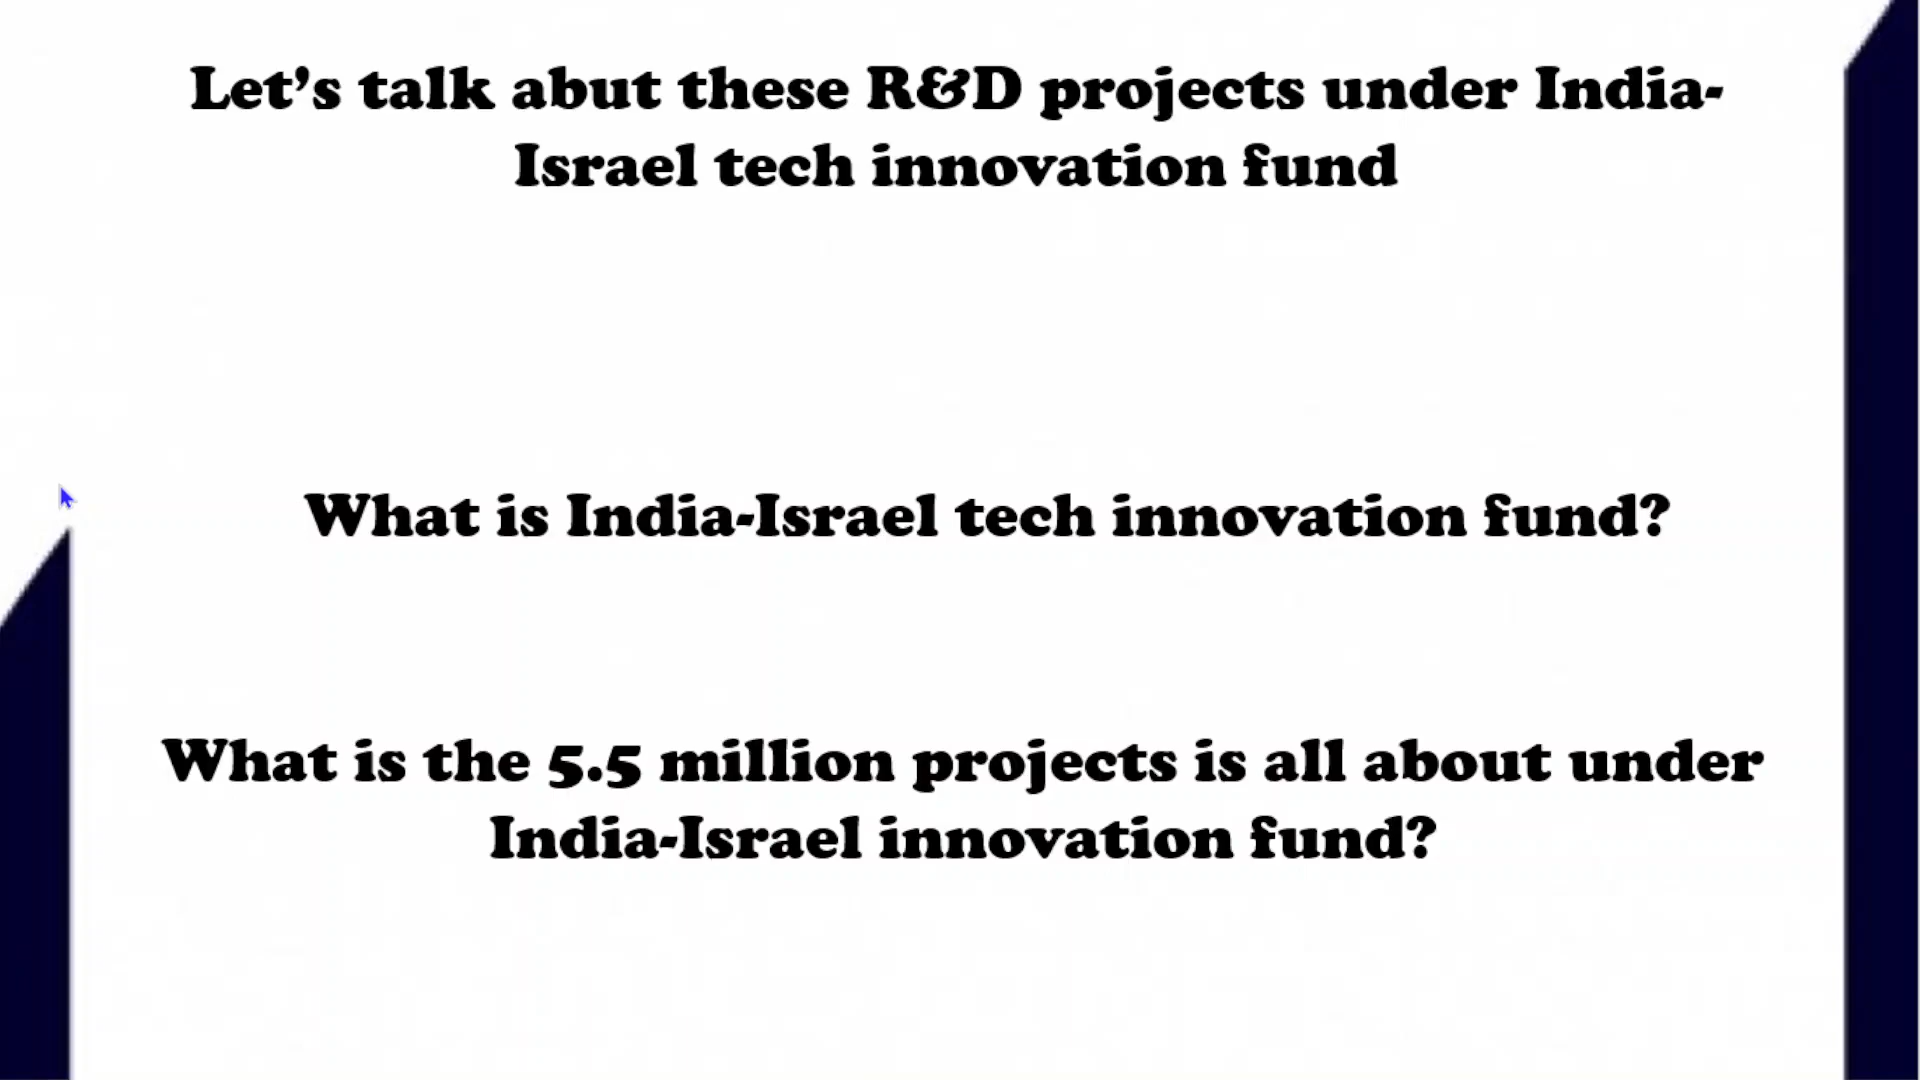 Let’s talk abut these R&D projects under India-
Israel tech innovation fund
What is India-Israel tech innovation fund?
What is the 5.5 million projects is all about under
India-Israel innovation fund?